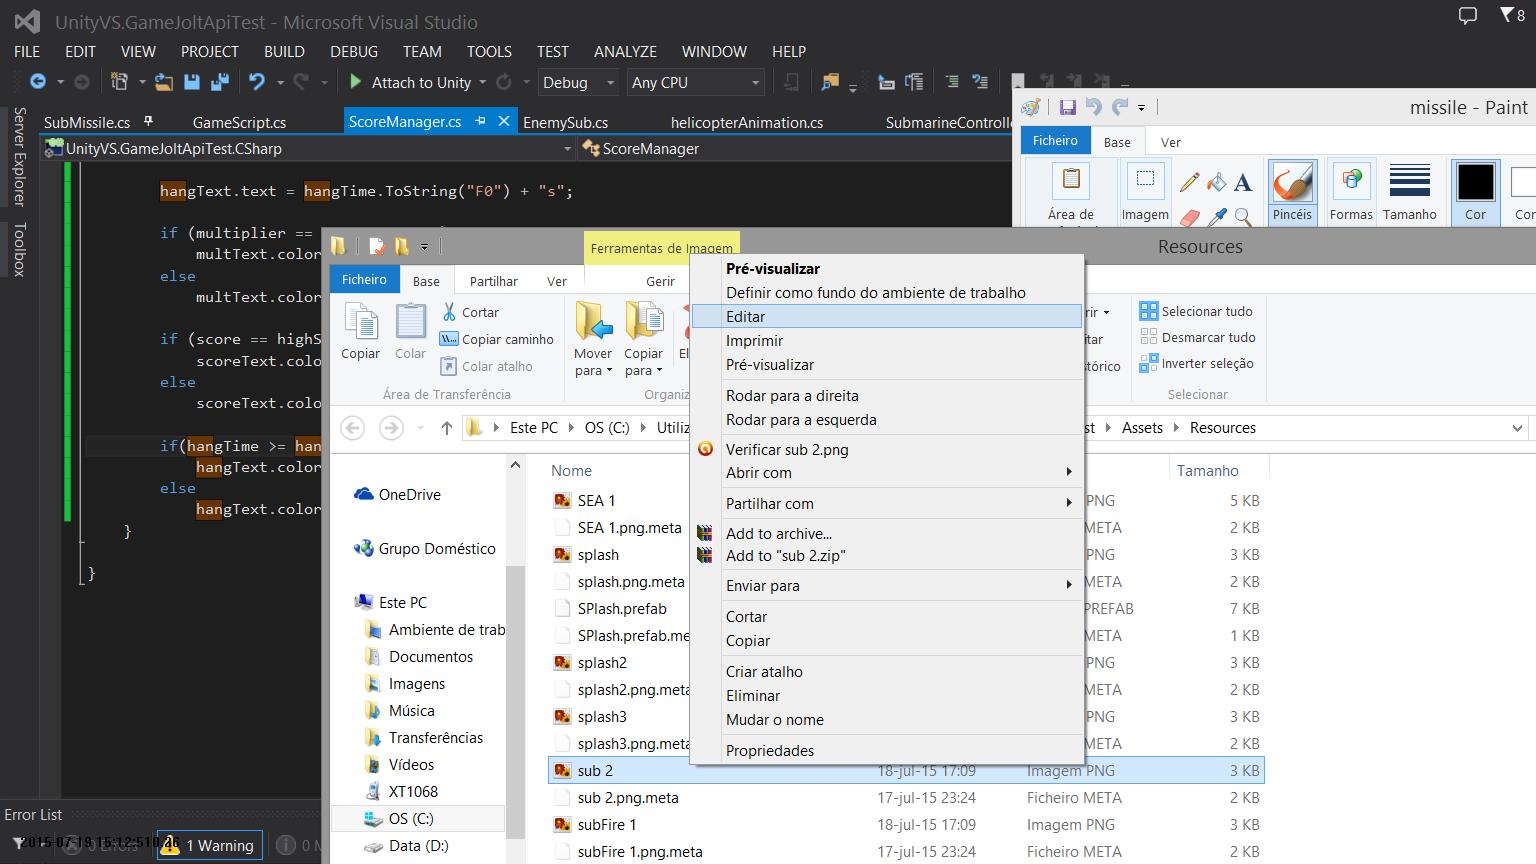 UnityVS.GameJoltApiTest - Microsoft Visual Studio
8
FILE EDIT VIEW PROJECT BUILD DEBUG TEAM TOOLS TEST ANALYZE WINDOW HELP
Attach to Unity Debug Any CPU
Server Explorer
Toolbox
SubMissile.cs GameScript.cs ScoreManager.cs EnemySub.cs helicopterAnimation.cs
UnityVS.GameJoltApiTest.CSharp ScoreManager
hangText.text = hangTime.ToString("F0") + "s";
if (multiplier ==
multText.color
else
multText.color
if (score == highS
scoreText.colo
else
scoreText.colo
if(hangTime >= han
hangText.color
else
hangText.color
}
}
Error List
2015-07-19 15:12:51
1 Warning
missile - Paint
Ficheiro Base Ver
Área de Imagem Pincéis Formas Tamanho Cor
Ferramentas de Imagem
Resources
Ficheiro Base Partilhar Ver Gerir
Copiar Colar
Cortar
Copiar caminho
Colar atalho
Área de Transferência
Mover para
Copiar para
Selecionar tudo
Desmarcar tudo
Inverter seleção
Selecionar
Este PC OS (C:) Assets Resources
OneDrive
Grupo Doméstico
Este PC
Ambiente de trab
Documentos
Imagens
Música
Transferências
Vídeos
XT1068
OS (C:)
Data (D:)
Nome Tamanho
SEA 1 PNG 5 KB
SEA 1.png.meta META 2 KB
splash PNG 3 KB
splash.png.meta META 2 KB
SPlash.prefab PREFAB 7 KB
SPlash.prefab.me META 1 KB
splash2 PNG 3 KB
splash2.png.meta META 2 KB
splash3 PNG 3 KB
splash3.png.meta META 2 KB
sub 2 18-jul-15 17:09 Imagem PNG 3 KB
sub 2.png.meta 17-jul-15 23:24 Ficheiro META 2 KB
subFire 1 18-jul-15 17:09 Imagem PNG 3 KB
subFire 1.png.meta 17-jul-15 23:24 Ficheiro META 2 KB
Pré-visualizar
Definir como fundo do ambiente de trabalho
Editar
Imprimir
Pré-visualizar
Rodar para a direita
Rodar para a esquerda
Verificar sub 2.png
Abrir com
Partilhar com
Add to archive...
Add to "sub 2.zip"
Enviar para
Cortar
Copiar
Criar atalho
Eliminar
Mudar o nome
Propriedades